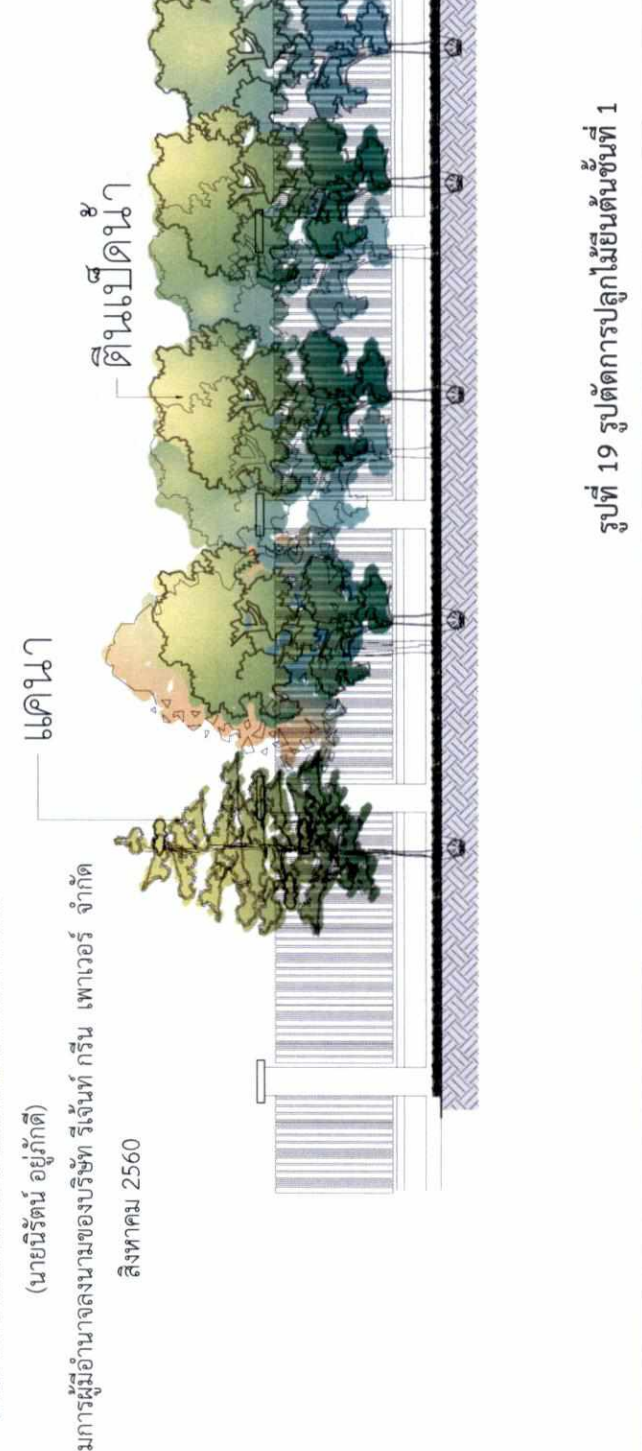 แคนา
ตีนเป็ดน้ำ
(นายนิรัตน์ อยู่ภักดี)
มการผู้มีอำนาจลงนามของบริษัท รีเจ้นท์ กรีน เพาเวอร์ จำกัด
สิงหาคม 2560
รูปที่ 19 รูปตัดการปลูกไม้ยืนต้นชั้นที่ 1